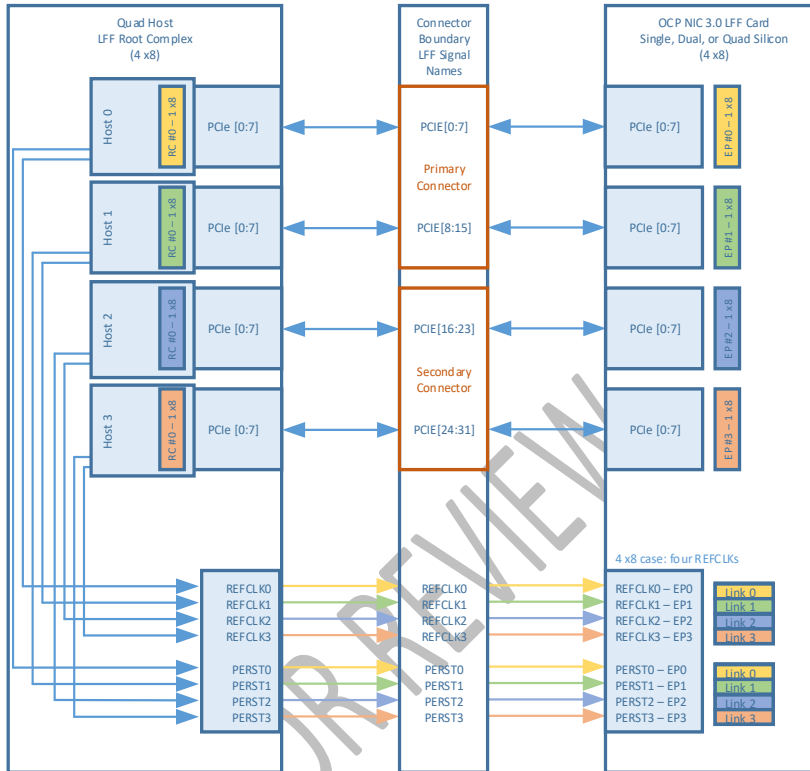 Quad Host
LFF Root Complex
(4 x8)
Connector
Boundary
LFF Signal
Names
OCP NIC 3.0 LFF Card
Single, Dual, or Quad Silicon
(4 x8)
Host 0
RC #0 – 1 x8
PCIe [0:7]
PCIE[0:7]
PCIe [0:7]
EP #0 – 1 x8
Primary
Connector
Host 1
RC #0 – 1 x8
PCIe [0:7]
PCIE[8:15]
PCIe [0:7]
EP #1 – 1 x8
Host 2
RC #0 – 1 x8
PCIe [0:7]
PCIE[16:23]
PCIe [0:7]
EP #2 – 1 x8
Secondary
Connector
Host 3
RC #0 – 1 x8
PCIe [0:7]
PCIE[24:31]
PCIe [0:7]
EP #3 – 1 x8
4 x8 case: four REFCLKs
REFCLK0 REFCLK0 REFCLK0 – EP0 Link 0
REFCLK1 REFCLK1 REFCLK1 – EP1 Link 1
REFCLK2 REFCLK2 REFCLK2 – EP2 Link 2
REFCLK3 REFCLK3 REFCLK3 – EP3 Link 3
PERST0 PERST0 PERST0 – EP0 Link 0
PERST1 PERST1 PERST1 – EP1 Link 1
PERST2 PERST2 PERST2 – EP2 Link 2
PERST3 PERST3 PERST3 – EP3 Link 3
OR REVIEW